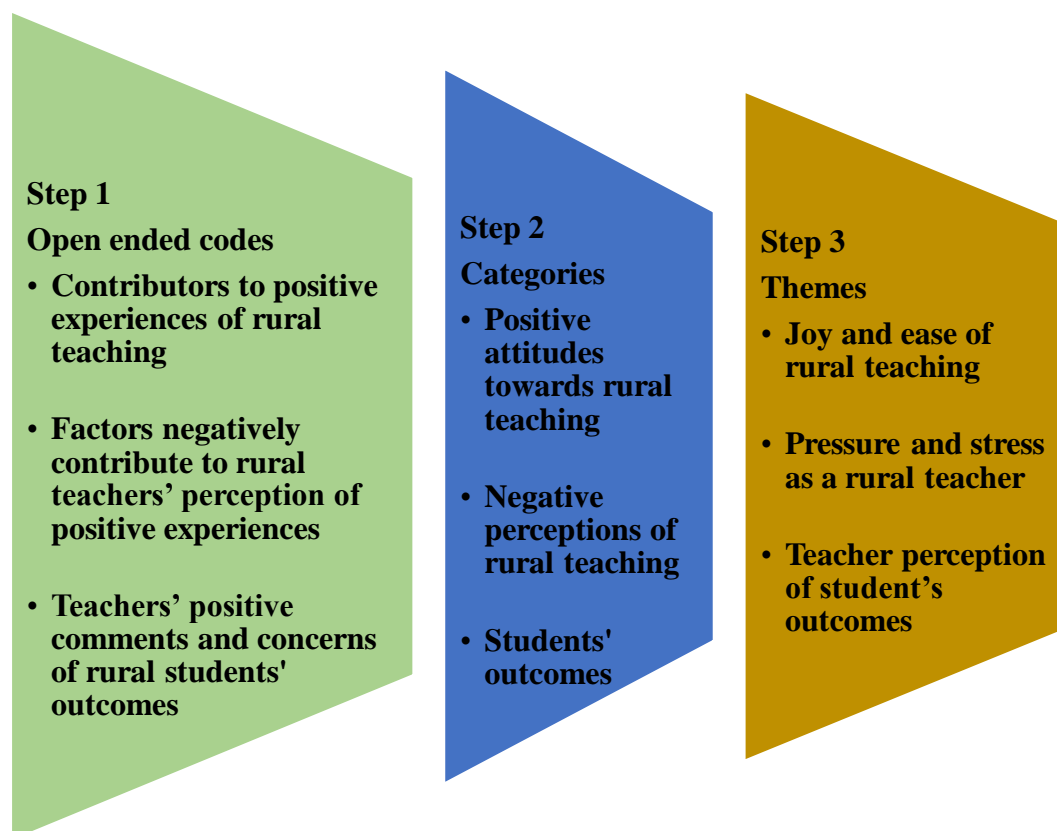 Step 1
Open ended codes
• Contributors to positive
experiences of rural
teaching
• Factors negatively
contribute to rural
teachers’ perception of
positive experiences
• Teachers’ positive
comments and concerns
of rural students'
outcomes
Step 2
Categories
• Positive
attitudes
towards rural
teaching
• Negative
perceptions of
rural teaching
• Students'
outcomes
Step 3
Themes
• Joy and ease of
rural teaching
• Pressure and stress
as a rural teacher
• Teacher perception
of student’s
outcomes